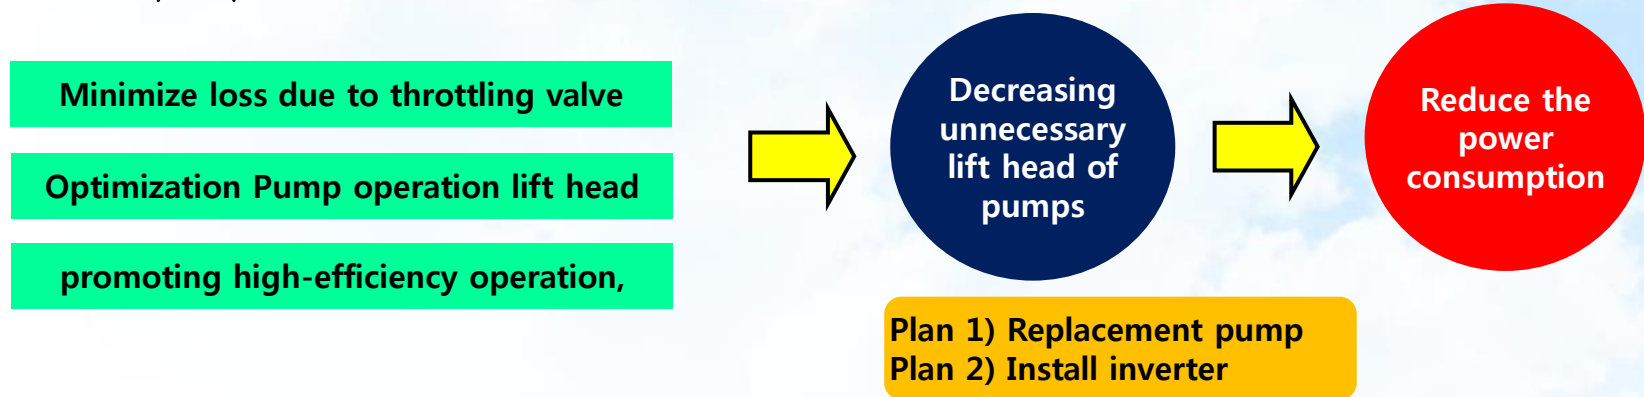 Minimize loss due to throttling valve
Optimization Pump operation lift head
promoting high-efficiency operation,
Decreasing
unnecessary
lift head of
pumps
Plan 1) Replacement pump
Plan 2) Install inverter
Reduce the
power
consumption